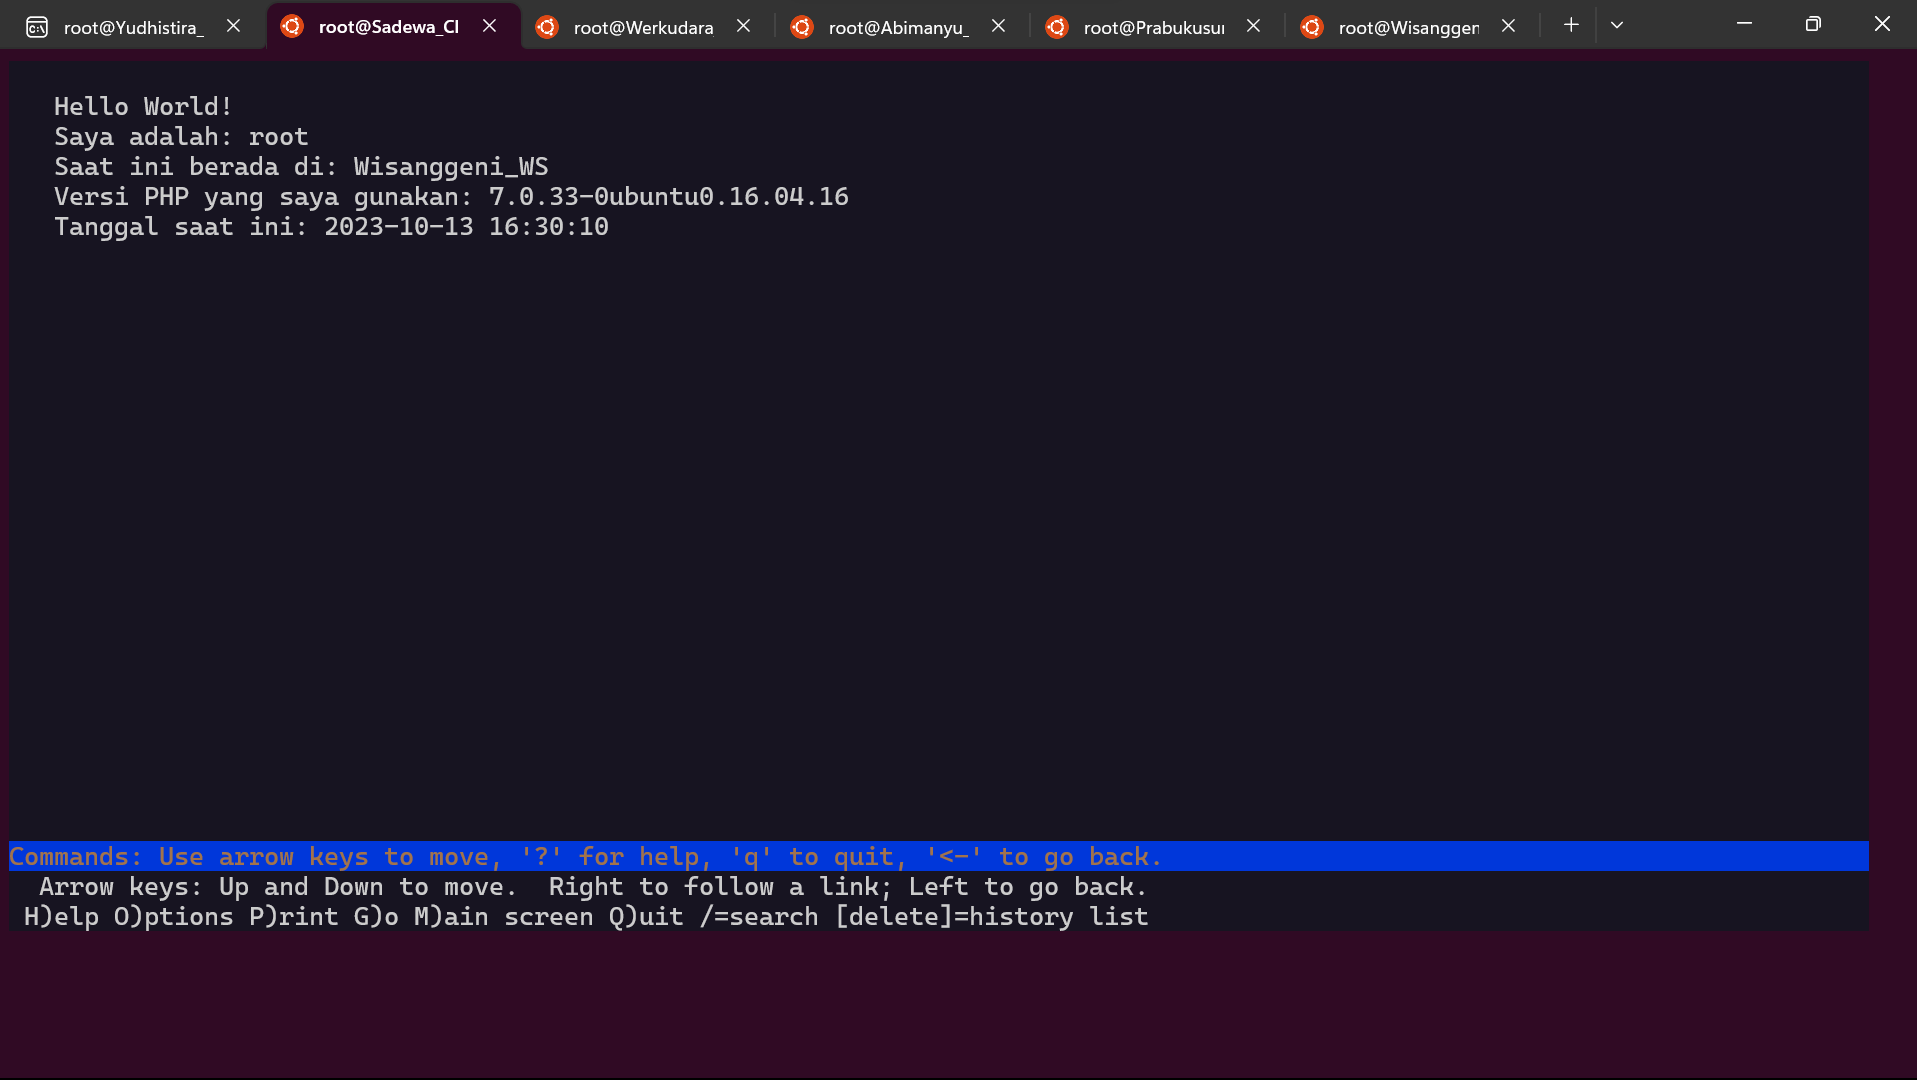 root@Yudhistira_
root@Sadewa_Cl
root@Werkudara
root@Abimanyu_
root@Prabukusu
root@Wisangger
Hello World!
Saya adalah: root
Saat ini berada di: Wisanggeni_WS
Versi PHP yang saya gunakan: 7.0.33-0ubuntu0.16.04.16
Tanggal saat ini: 2023-10-13 16:30:10
Commands: Use arrow keys to move, '?' for help, 'q' to quit, '<-' to go back.
Arrow keys: Up and Down to move.  Right to follow a link; Left to go back.
H)elp O)ptions P)rint G)o M)ain screen Q)uit /=search [delete]=history list